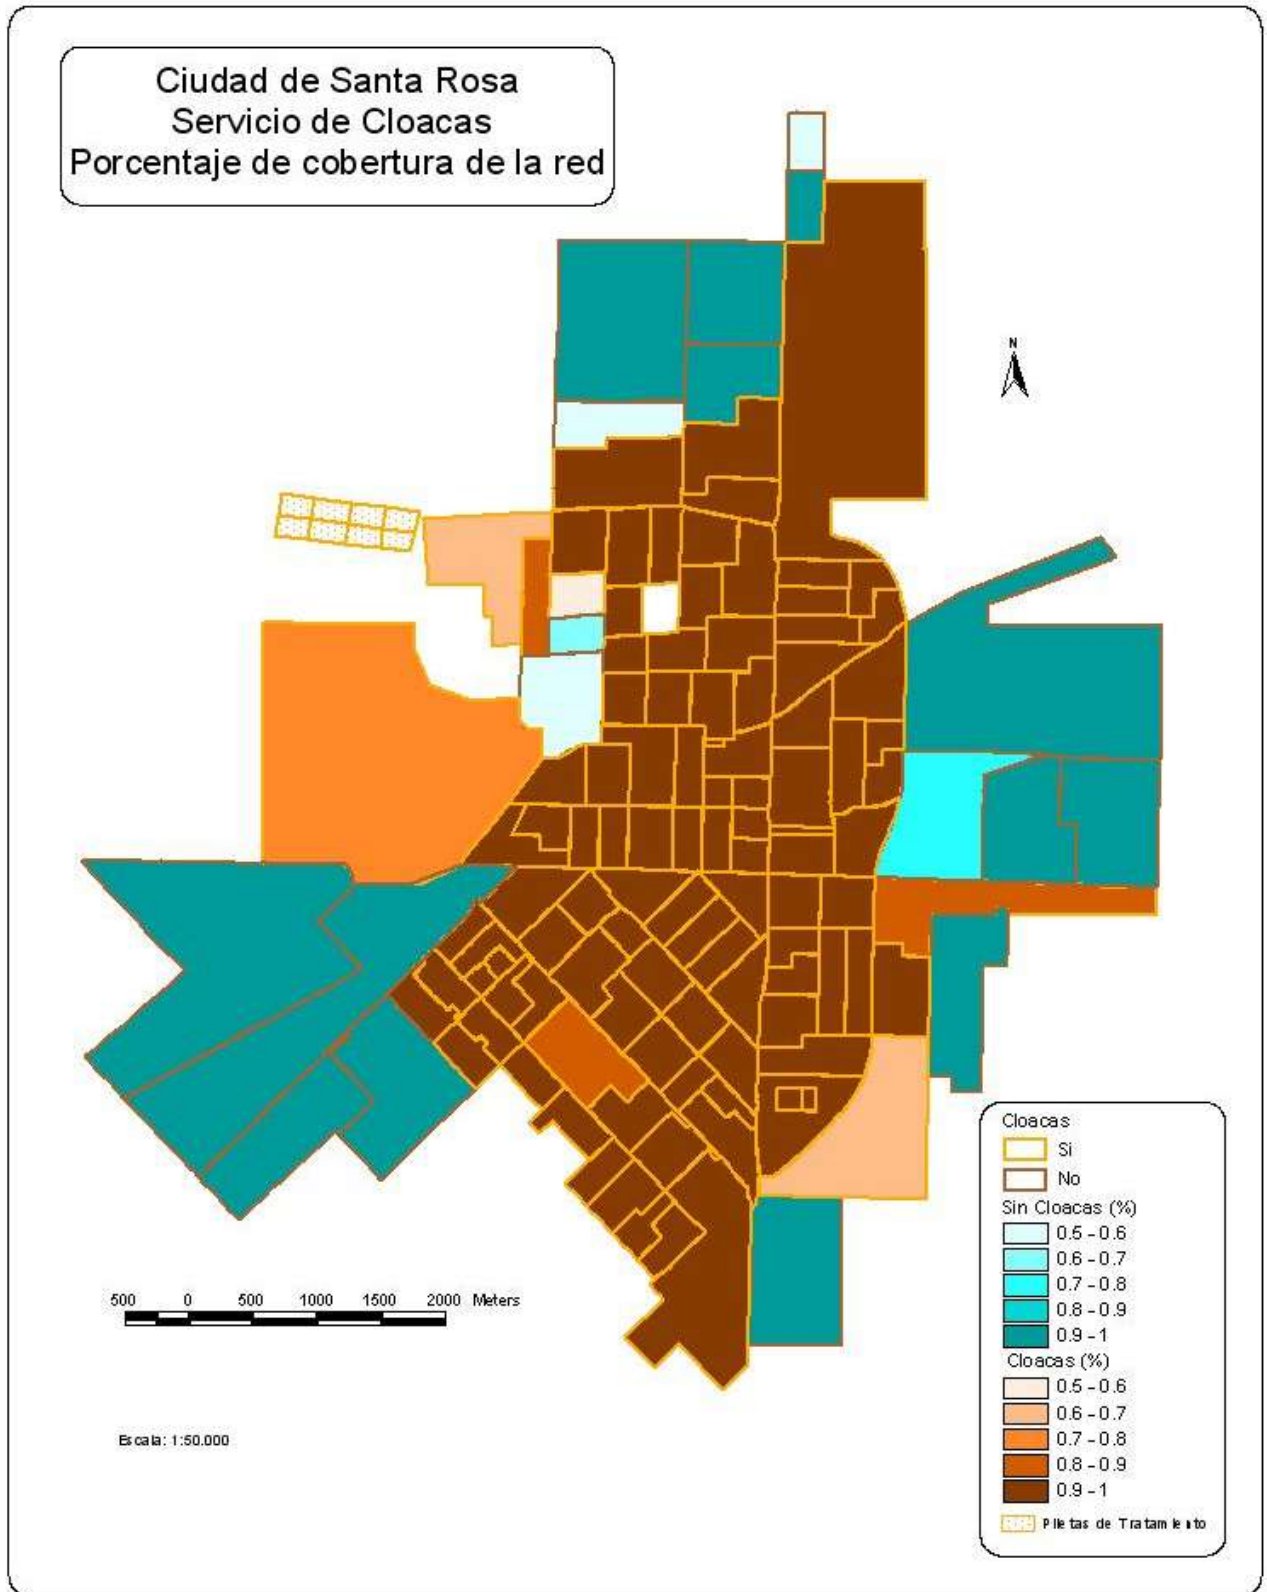 Ciudad de Santa Rosa
Servicio de Cloacas
Porcentaje de cobertura de la red
N
Cloacas
Si
No
Sin Cloacas (%)
0.5 - 0.6
0.6 - 0.7
0.7 - 0.8
0.8 - 0.9
0.9 - 1
Cloacas (%)
0.5 - 0.6
0.6 - 0.7
0.7 - 0.8
0.8 - 0.9
0.9 - 1
Piletas de Tratamiento
500 0 500 1000 1500 2000 Meters
Escala: 1:50.000